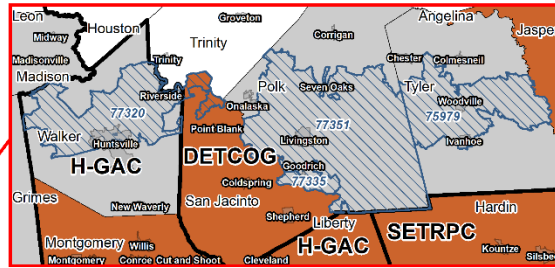 Leon
Houston
Groveton
Angelina
Midway
Trinity
Corrigan
Jaspe
Madisonville
Trinity
Chester
Colmesneil
Madison
Polk
Seven Oaks
Tyler
Riverside
Onalaska
Woodville
77320
77351
75979
Walker
Point Blank
Huntsville
Livingston
Ivanhoe
H-GAC
DETCOG
Goodrich
77335
Grimes
New Waverly
Coldspring
San Jacinto
Hardin
Shepherd
Liberty
Montgomery
Willis
H-GAC
SETRPC
Kountze
Montgomery
Conroe
Cut and Shoot
Cleveland
Silsbe